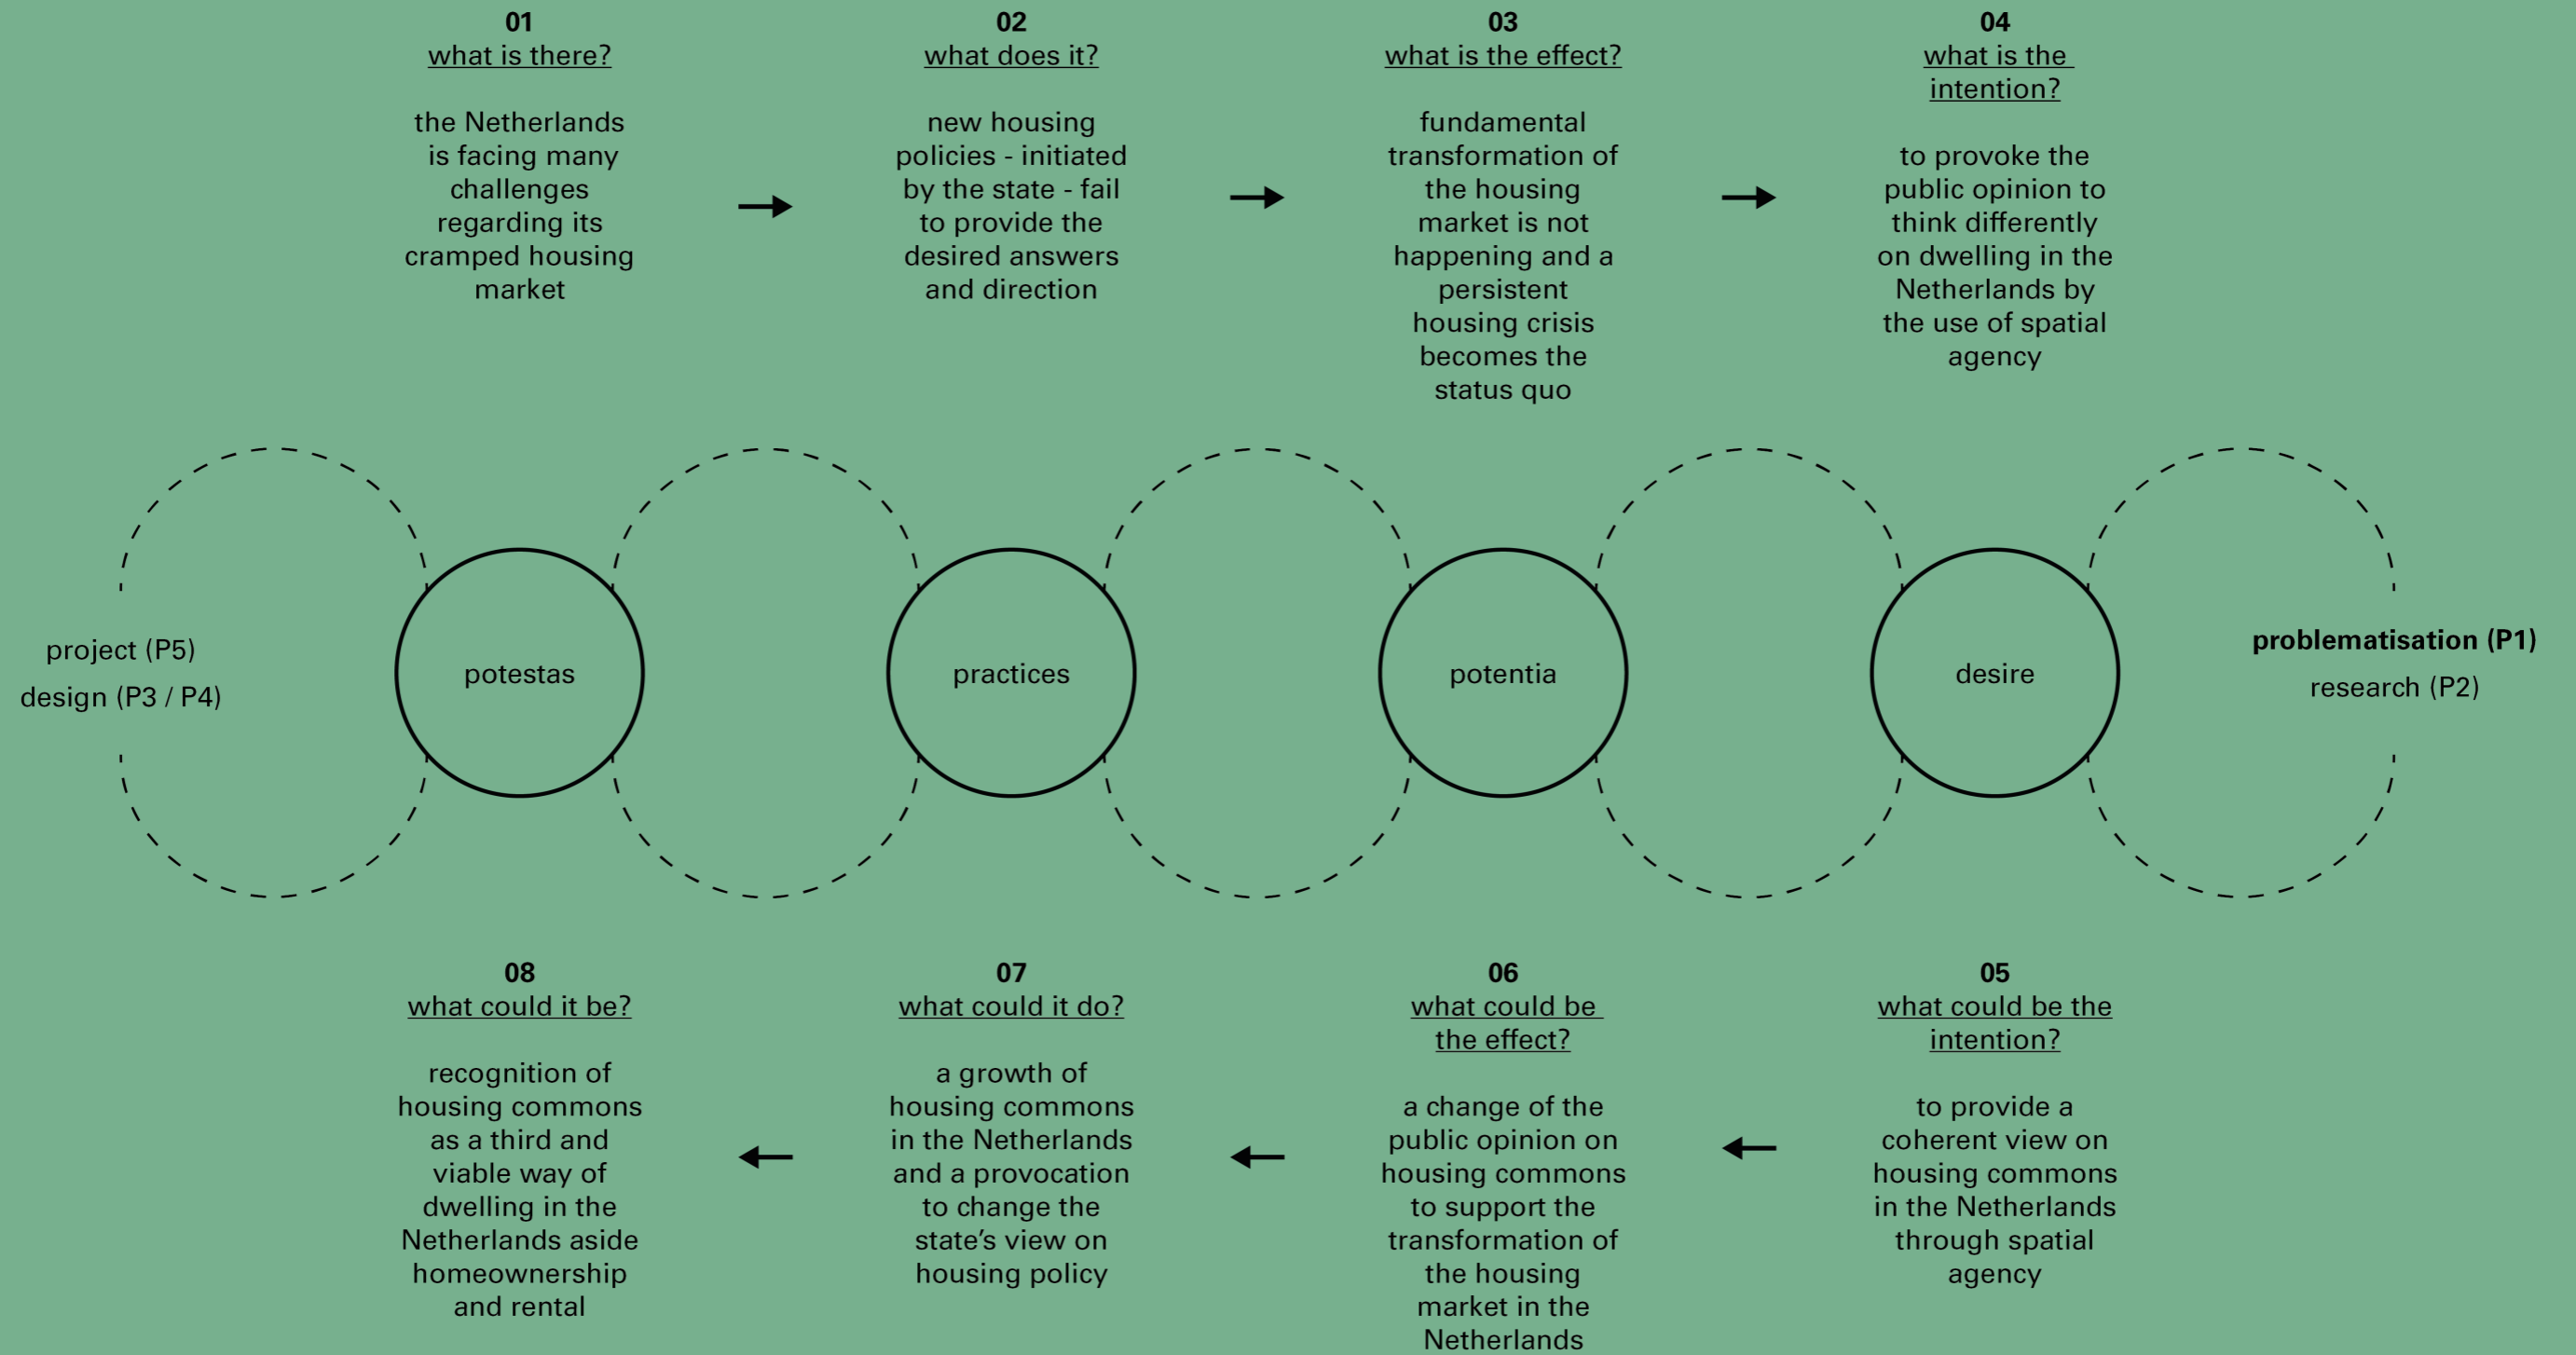 01
what is there?
the Netherlands
is facing many
challenges
regarding its
cramped housing
market
02
what does it?
new housing
policies - initiated
by the state - fail
to provide the
desired answers
and direction
03
what is the effect?
fundamental
transformation of
the housing
market is not
happening and a
persistent
housing crisis
becomes the
status quo
04
what is the
intention?
to provoke the
public opinion to
think differently
on dwelling in the
Netherlands by
the use of spatial
agency
project (P5)
design (P3 / P4)
potestas
practices
potentia
desire
problematisation (P1)
research (P2)
08
what could it be?
recognition of
housing commons
as a third and
viable way of
dwelling in the
Netherlands aside
homeownership
and rental
07
what could it do?
a growth of
housing commons
in the Netherlands
and a provocation
to change the
state’s view on
housing policy
06
what could be
the effect?
a change of the
public opinion on
housing commons
to support the
transformation of
the housing
market in the
Netherlands
05
what could be the
intention?
to provide a
coherent view on
housing commons
in the Netherlands
through spatial
agency